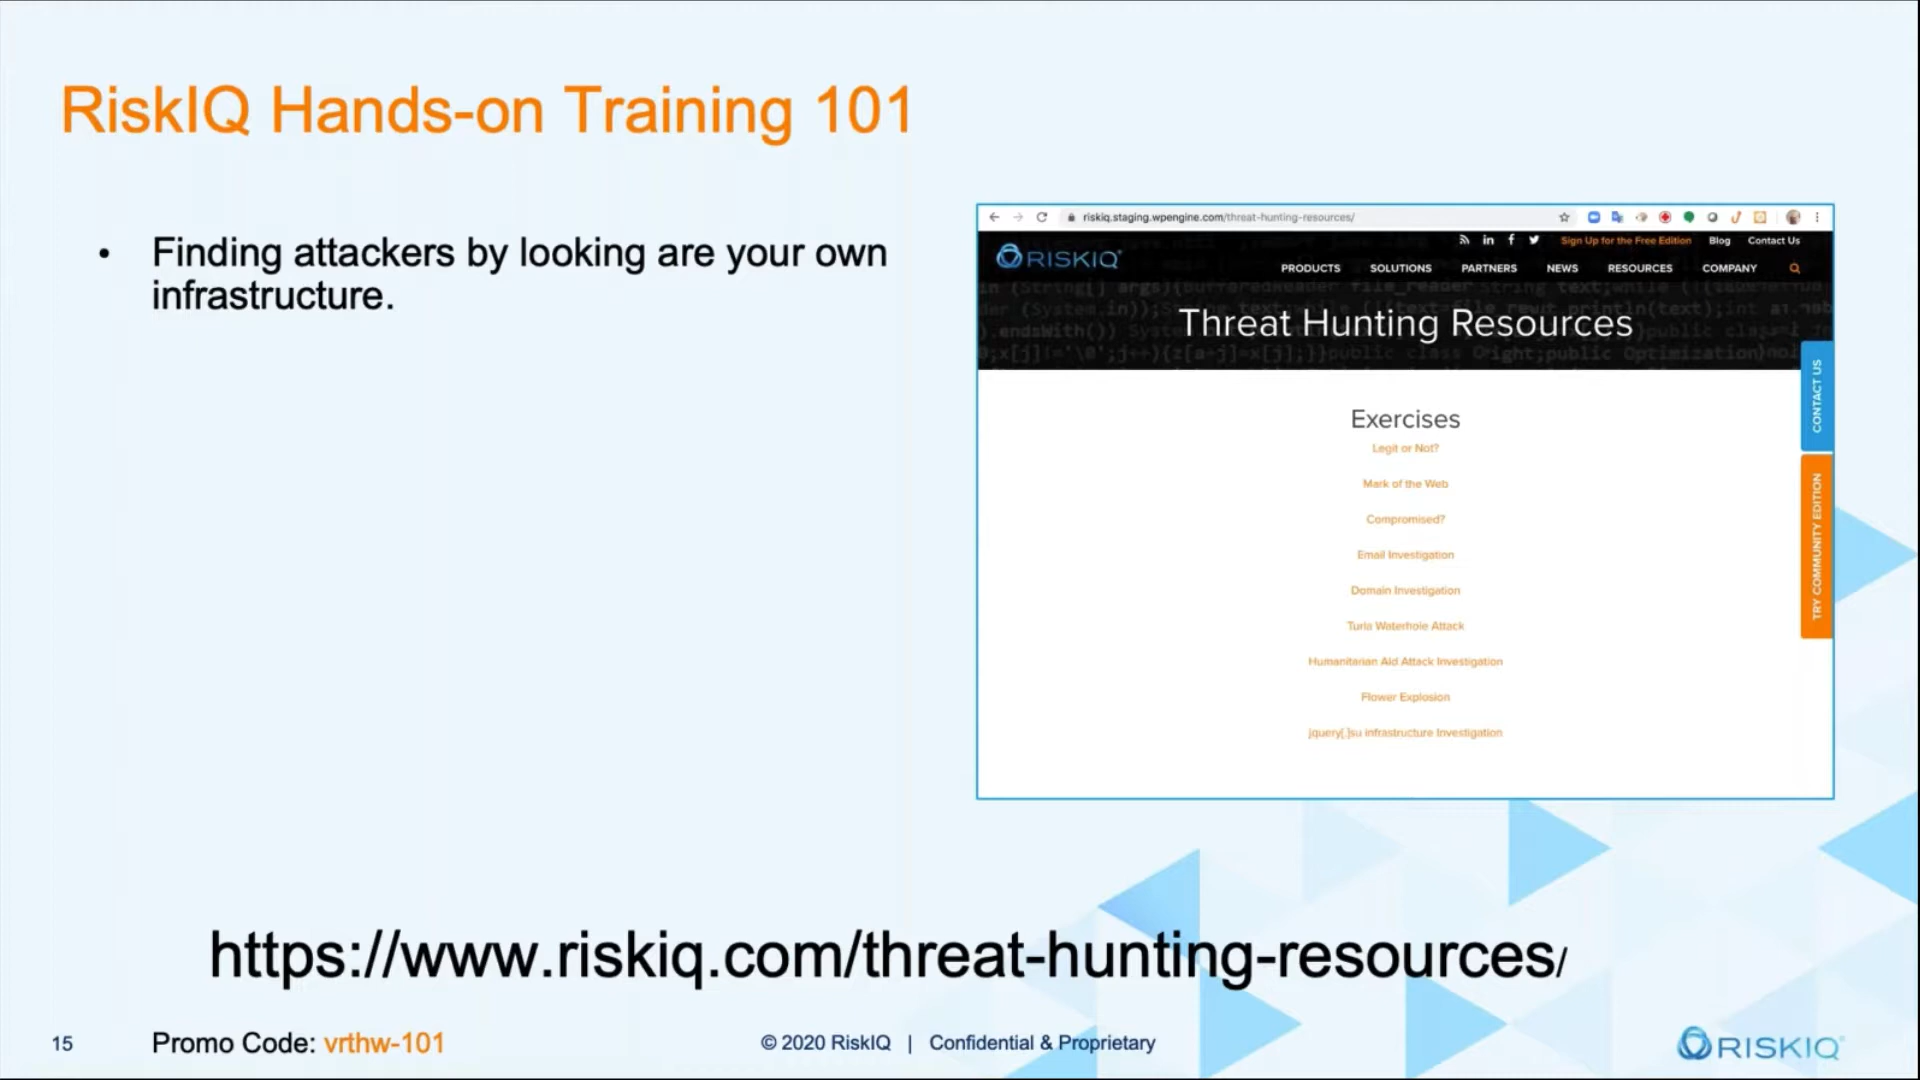 RiskIQ Hands-on Training 101
• Finding attackers by looking are your own
infrastructure.
riskiq.staging.wpengine.com/threat-hunting-resources/
RISKIQ
Sign Up for the Free Edition Blog Contact Us
PRODUCTS SOLUTIONS PARTNERS NEWS RESOURCES COMPANY
Threat Hunting Resources
CONTACT US
TRY COMMUNITY EDITION
Exercises
Legit or Not?
Mark of the Web
Compromised?
Email Investigation
Domain Investigation
Turla Waterhole Attack
Humanitarian Aid Attack Investigation
Flower Explosion
jquery[.]su infrastructure Investigation
https://www.riskiq.com/threat-hunting-resources/
15
Promo Code: vrthw-101
© 2020 RiskIQ | Confidential & Proprietary
RISKIQ